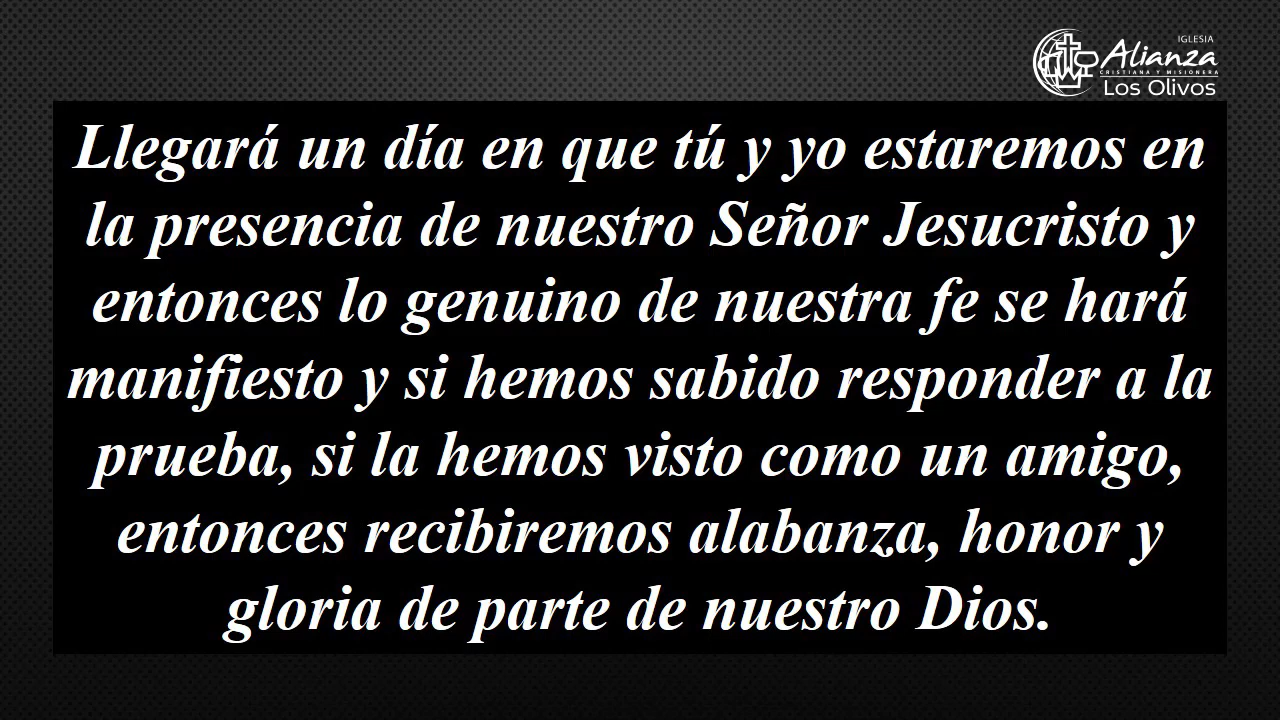 IGLESIA
Alianza
CRISTIANA Y MISIONERA
Los Olivos
Llegará un día en que tú y yo estaremos en
la presencia de nuestro Señor Jesucristo y
entonces lo genuino de nuestra fe se hará
manifiesto y si hemos sabido responder a la
prueba, si la hemos visto como un amigo,
entonces recibiremos alabanza, honor y
gloria de parte de nuestro Dios.